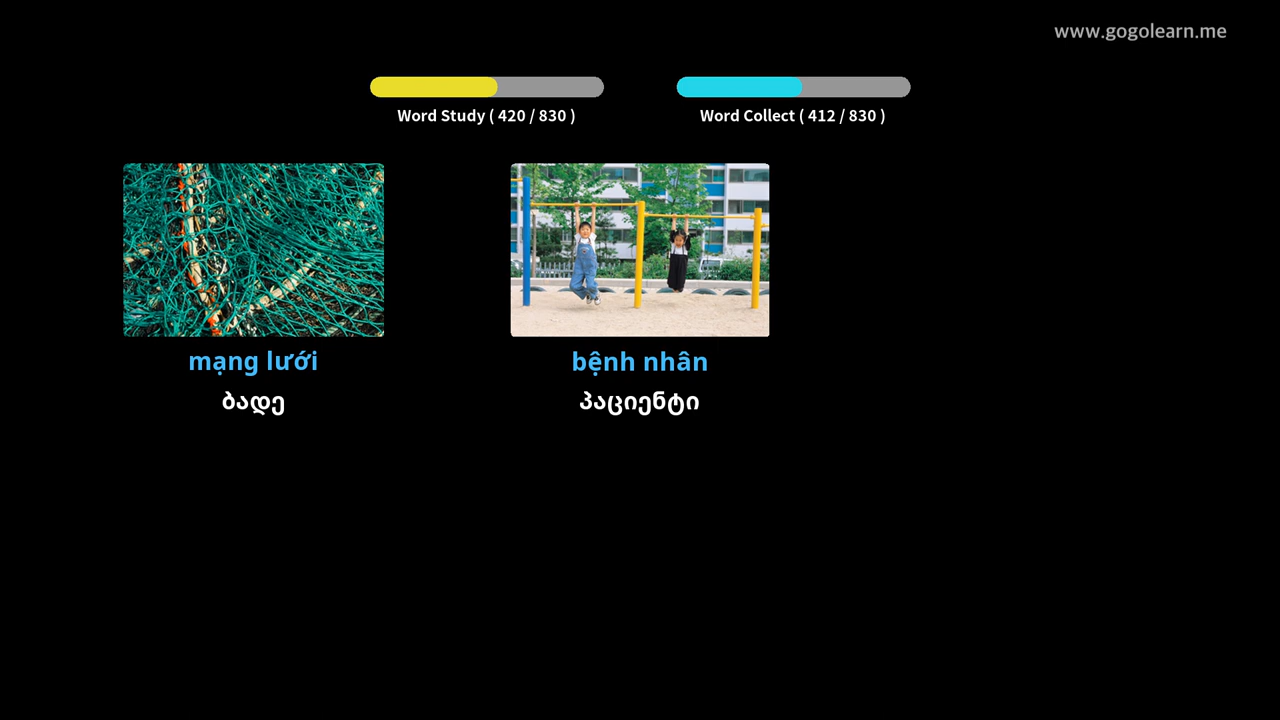 www.gogolearn.me
Word Study ( 420 / 830 )
Word Collect ( 412 / 830 )
mạng lưới
ბადე
bệnh nhân
პაციენტი